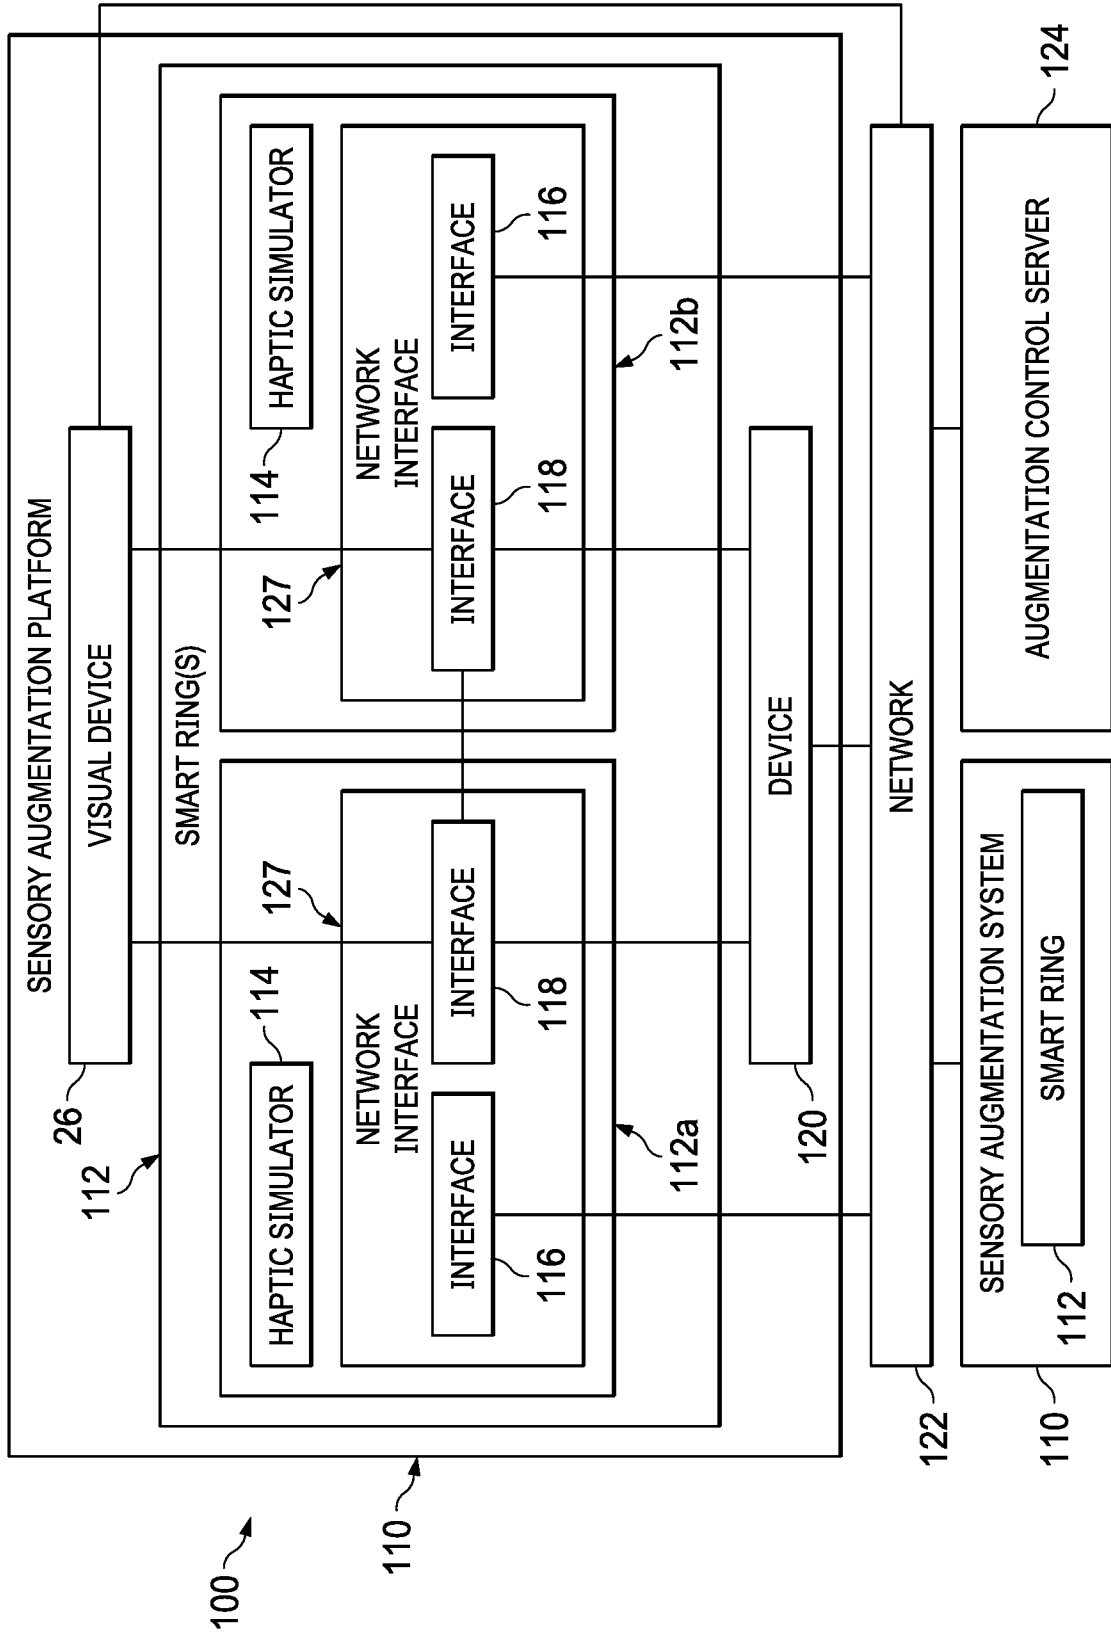 100
110
SENSORY AUGMENTATION PLATFORM
26
VISUAL DEVICE
112
SMART RING(S)
HAPTIC SIMULATOR
114
127
NETWORK
INTERFACE
INTERFACE
116
INTERFACE
118
112a
114
HAPTIC SIMULATOR
127
NETWORK
INTERFACE
INTERFACE
118
INTERFACE
116
112b
DEVICE
120
NETWORK
122
SENSORY AUGMENTATION SYSTEM
SMART RING
112
110
AUGMENTATION CONTROL SERVER
124